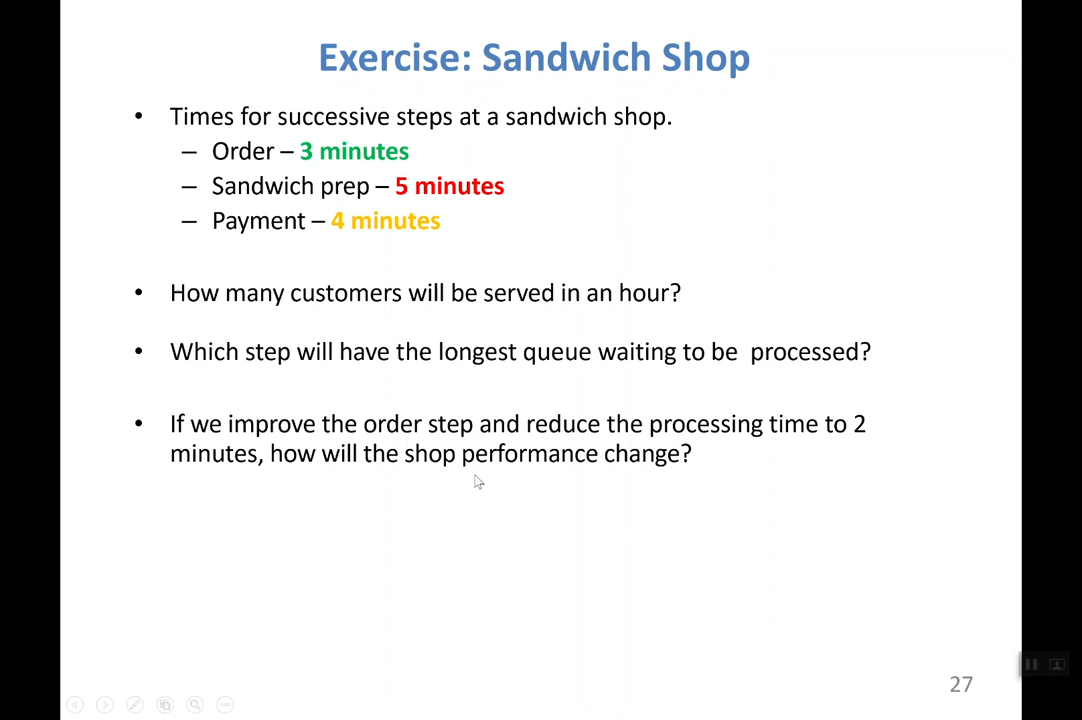 Exercise: Sandwich Shop
• Times for successive steps at a sandwich shop.
– Order – 3 minutes
– Sandwich prep – 5 minutes
– Payment – 4 minutes
• How many customers will be served in an hour?
• Which step will have the longest queue waiting to be processed?
• If we improve the order step and reduce the processing time to 2
minutes, how will the shop performance change?
27